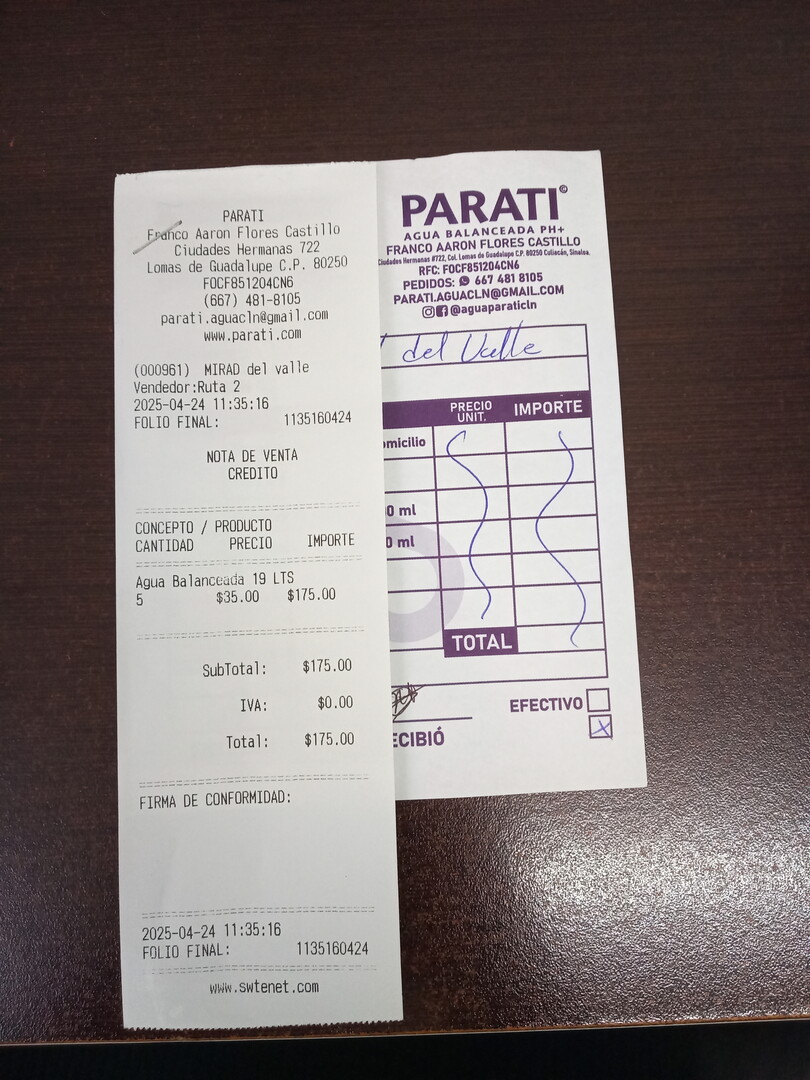 PARATI
Franco Aaron Flores Castillo
Ciudades Hermanas 722
Lomas de Guadalupe C.P. 80250
FOCF851204CN6
(667) 481-8105
parati.aguacln@gmail.com
www.parati.com
(000961) MIRAD del valle
Vendedor:Ruta 2
2025-04-24 11:35:16
FOLIO FINAL: 1135160424
NOTA DE VENTA
CREDITO
CONCEPTO / PRODUCTO
CANTIDAD PRECIO IMPORTE
Agua Balanceada 19 LTS
5 $35.00 $175.00
SubTotal: $175.00
IVA: $0.00
Total: $175.00
FIRMA DE CONFORMIDAD:
2025-04-24 11:35:16
FOLIO FINAL: 1135160424
www.swtenet.com
PARATI©
AGUA BALANCEADA PH+
FRANCO AARON FLORES CASTILLO
Ciudades Hermanas #722, Col. Lomas de Guadalupe C.P. 80250 Culiacán, Sinaloa.
RFC: FOCF851204CN6
PEDIDOS: 667 481 8105
PARATI.AGUACLN@GMAIL.COM
@aguaparaticln
del Valle
PRECIO UNIT. IMPORTE
omicilio
0 ml
0 ml
TOTAL
EFECTIVO
X
ECIBIÓ